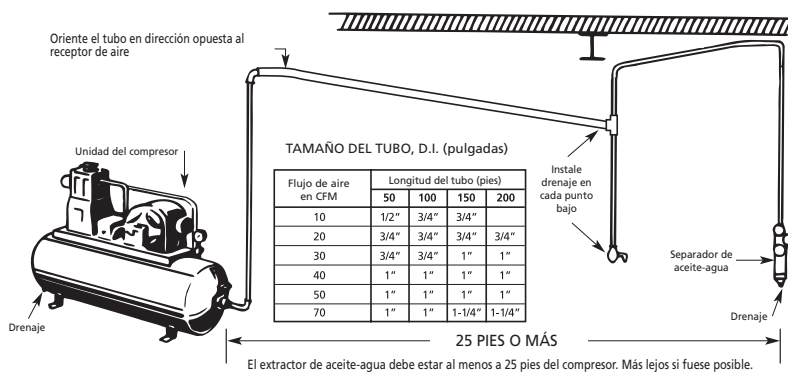 Oriente el tubo en dirección opuesta al
receptor de aire
Unidad del compresor
TAMAÑO DEL TUBO, D.I. (pulgadas)
Flujo de aire
en CFM
Longitud del tubo (pies)
50 100 150 200
10 1/2" 3/4" 3/4"
20 3/4" 3/4" 3/4" 3/4"
30 3/4" 3/4" 1" 1"
40 1" 1" 1" 1"
50 1" 1" 1" 1"
70 1" 1" 1-1/4" 1-1/4"
Instale
drenaje en
cada punto
bajo
Separador de
aceite-agua
Drenaje
Drenaje
25 PIES O MÁS
El extractor de aceite-agua debe estar al menos a 25 pies del compresor. Más lejos si fuese posible.